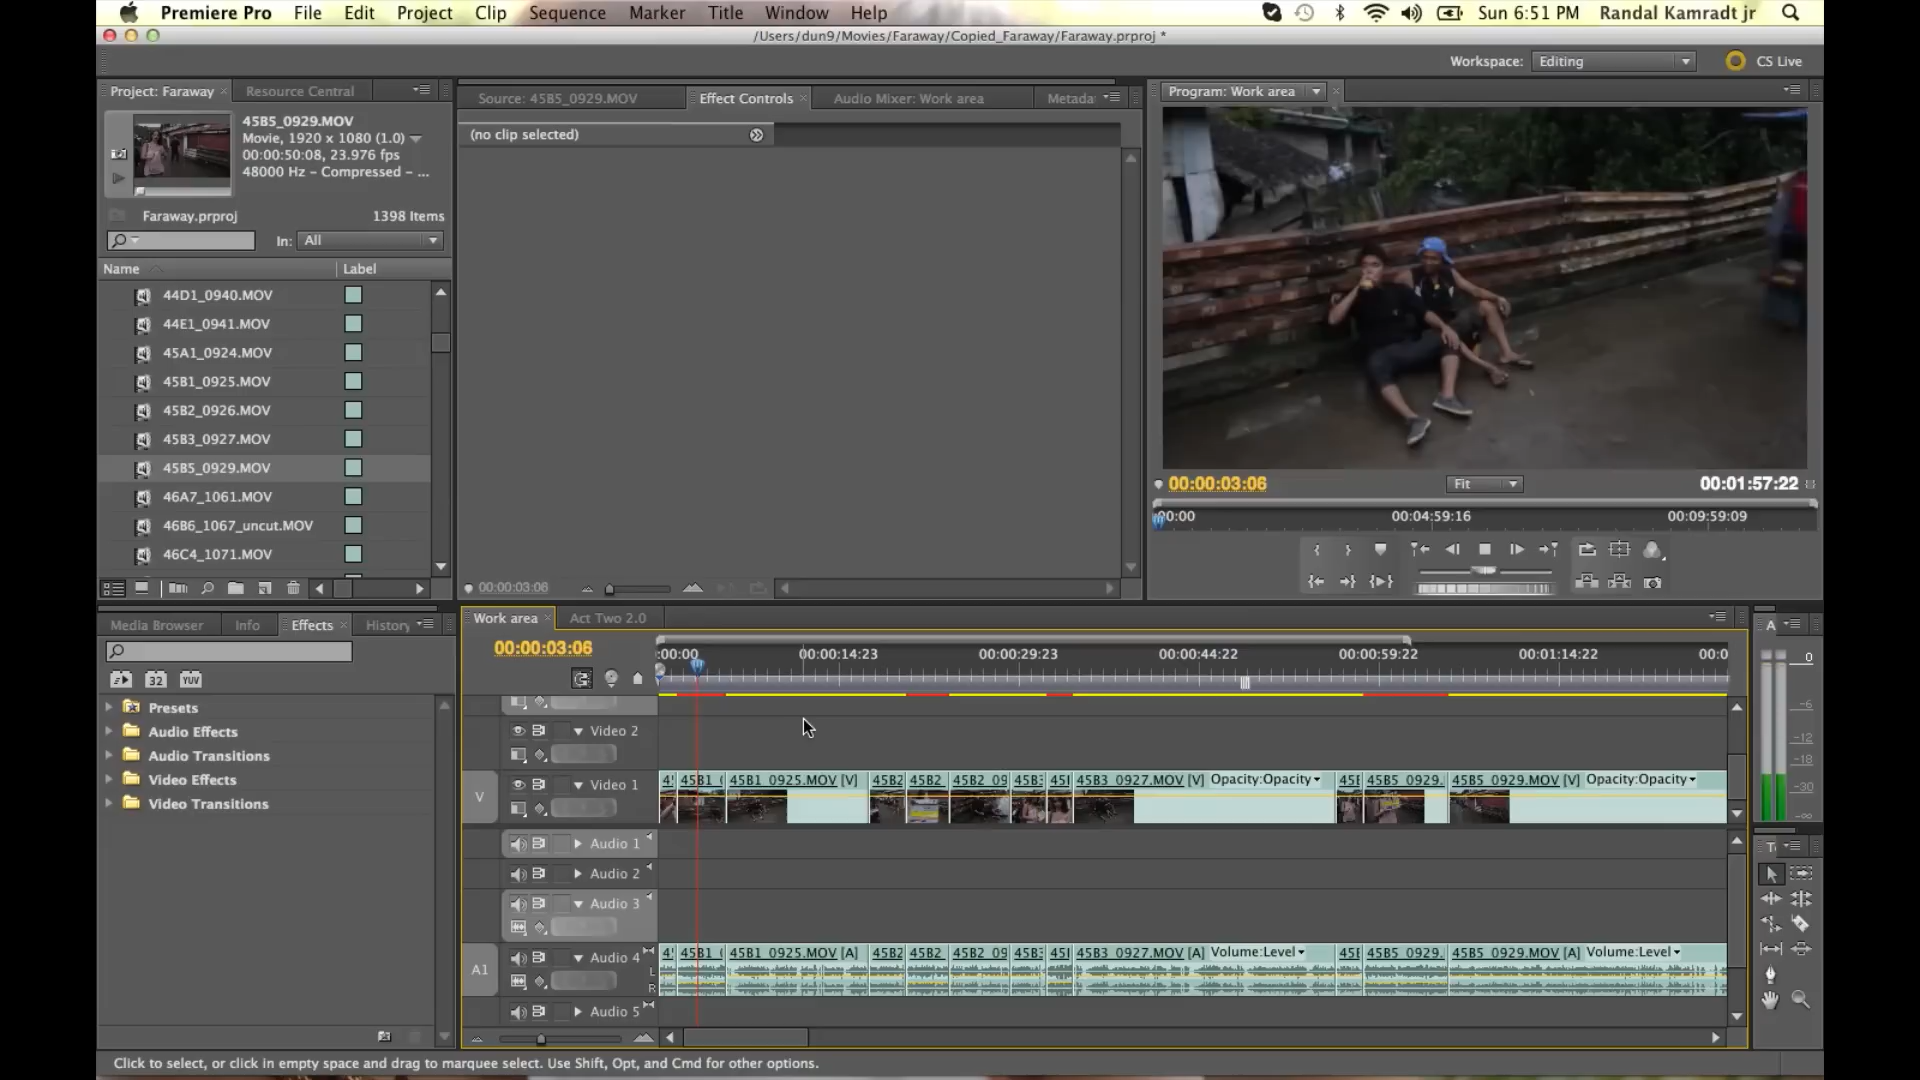 Premiere Pro File Edit Project Clip Sequence Marker Title Window Help Sun 6:51 PM Randal Kamradt jr
/Users/dun9/Movies/Faraway/Copied_Faraway/Faraway.prproj *
Workspace: Editing CS Live
Project: Faraway × Resource Central
45B5_0929.MOV
Movie, 1920 x 1080 (1.0)
00:00:50:08, 23.976 fps
48000 Hz - Compressed - ...
Faraway.prproj 1398 Items
In: All
Name Label
44D1_0940.MOV
44E1_0941.MOV
45A1_0924.MOV
45B1_0925.MOV
45B2_0926.MOV
45B3_0927.MOV
45B5_0929.MOV
46A7_1061.MOV
46B6_1067_uncut.MOV
46C4_1071.MOV
Source: 45B5_0929.MOV Effect Controls × Audio Mixer: Work area Metada
(no clip selected)
00:00:03:06
Program: Work area ×
00:00:03:06 Fit 00:01:57:22
00:00 00:04:59:16 00:09:59:09
Media Browser Info Effects × History
32 YUV
Presets
Audio Effects
Audio Transitions
Video Effects
Video Transitions
Work area × Act Two 2.0
00:00:03:06
:00:00 00:00:14:23 00:00:29:23 00:00:44:22 00:00:59:22 00:01:14:22 00:0
Video 2
V Video 1
45B1 ( 45B1_0925.MOV [V] 45B2 45B2_ 45B2_09 45B3 45B3_0927.MOV [V] Opacity:Opacity 45B5_0929. 45B5_0929.MOV [V] Opacity:Opacity
Audio 1
Audio 2
Audio 3
A1 Audio 4 L R
45B1 ( 45B1_0925.MOV [A] 45B2 45B2_ 45B2_09 45B3 45B3_0927.MOV [A] Volume:Level 45B5_0929. 45B5_0929.MOV [A] Volume:Level
Audio 5
A
0
-6
-12
-18
-30
-∞
Click to select, or click in empty space and drag to marquee select. Use Shift, Opt, and Cmd for other options.